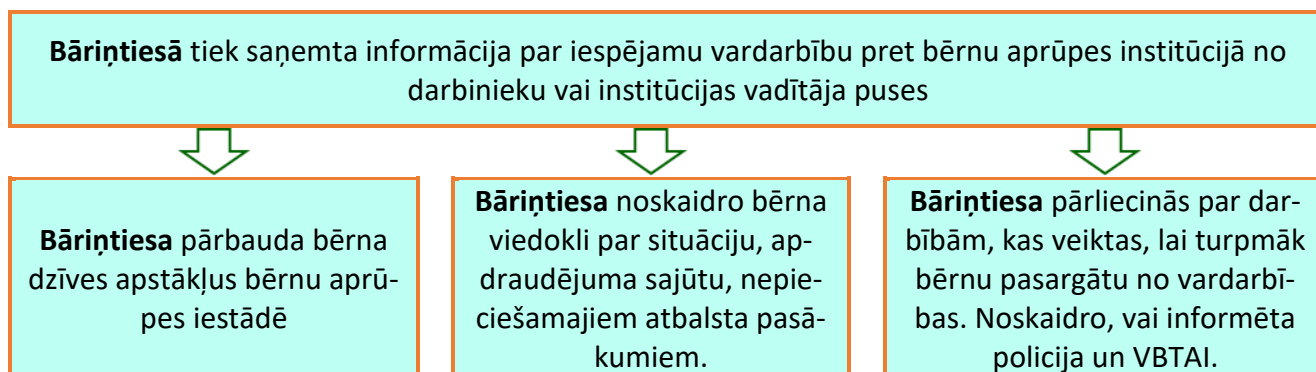 Bāriņtiesā tiek saņemta informācija par iespējamu vardarbību pret bērnu aprūpes institūcijā no
darbinieku vai institūcijas vadītāja puses
Bāriņtiesa pārbauda bērna
dzīves apstākļus bērnu aprū-
pes iestādē
Bāriņtiesa noskaidro bērna
viedokli par situāciju, ap-
draudējuma sajūtu, nepie-
ciešamajiem atbalsta pasā-
kumiem.
Bāriņtiesa pārliecinās par dar-
bībām, kas veiktas, lai turpmāk
bērnu pasargātu no vardarbī-
bas. Noskaidro, vai informēta
policija un VBTAI.